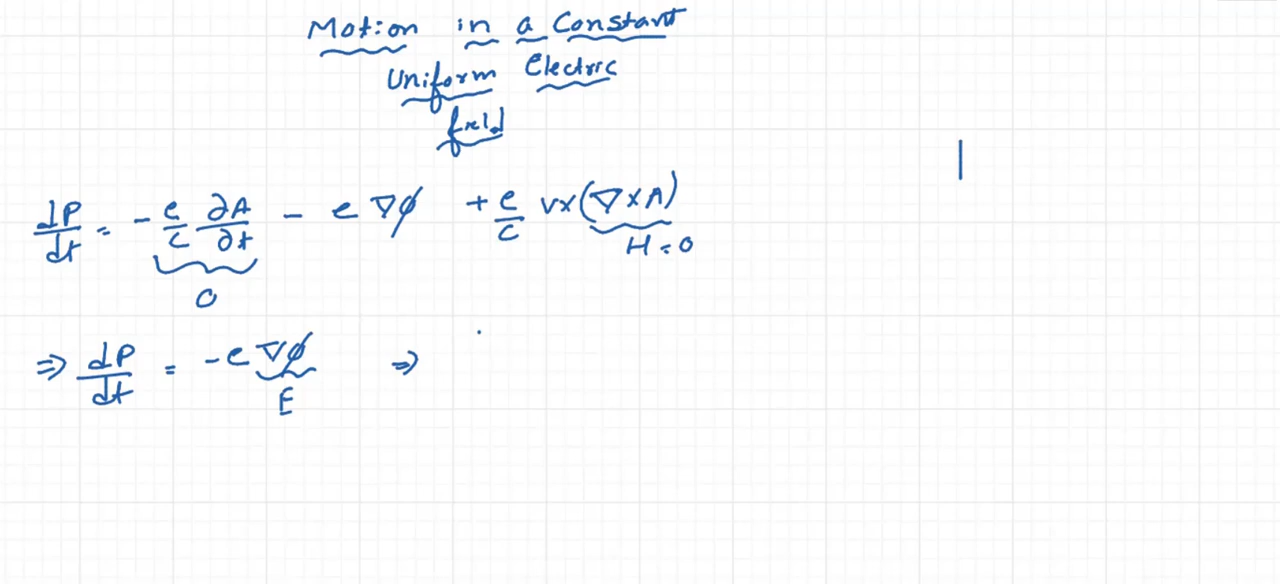 Motion in a Constant
Uniform Electric
field
dP/dt = - e/c ∂A/∂t - e ∇φ + e/c v×(∇×A)
0
H = 0
⇒ dP/dt = - e ∇φ ⇒
E